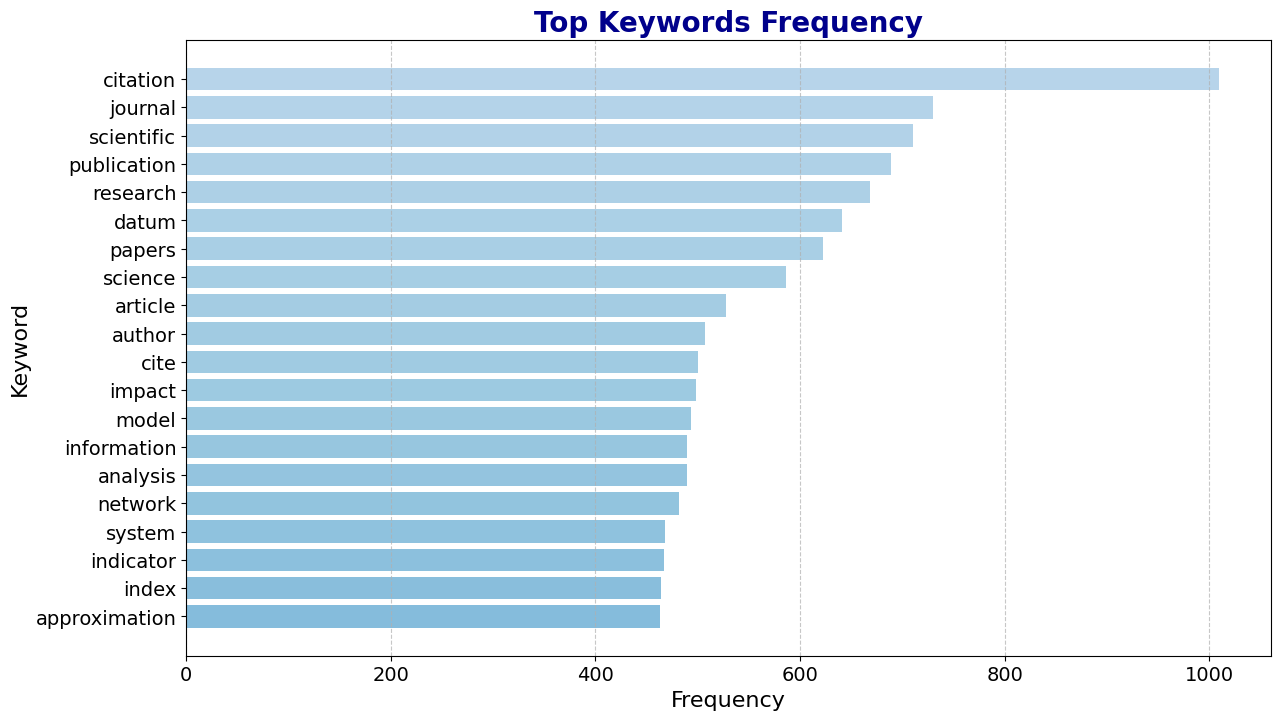 Top Keywords Frequency
Keyword
citation
journal
scientific
publication
research
datum
papers
science
article
author
cite
impact
model
information
analysis
network
system
indicator
index
approximation
0 200 400 600 800 1000
Frequency